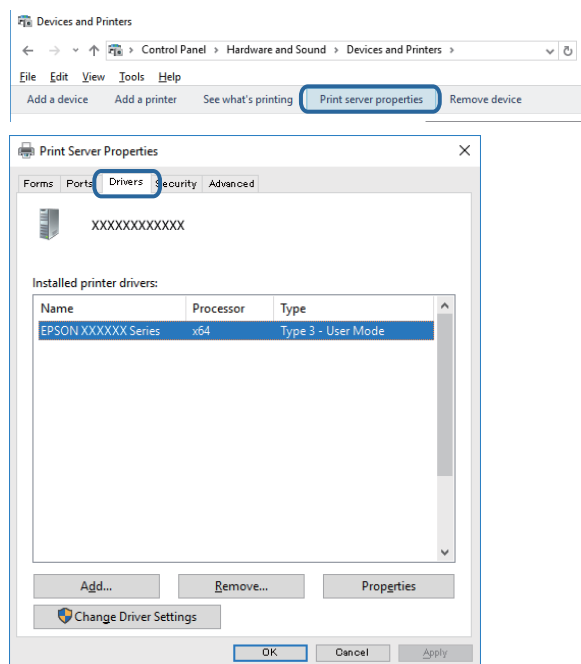 Devices and Printers
Control Panel > Hardware and Sound > Devices and Printers >
File Edit View Tools Help
Add a device Add a printer See what's printing Print server properties Remove device
Print Server Properties
Forms Ports Drivers Security Advanced
XXXXXXXXXXXX
Installed printer drivers:
Name Processor Type
EPSON XXXXXX Series x64 Type 3 - User Mode
Add... Remove... Properties
Change Driver Settings
OK Cancel Apply